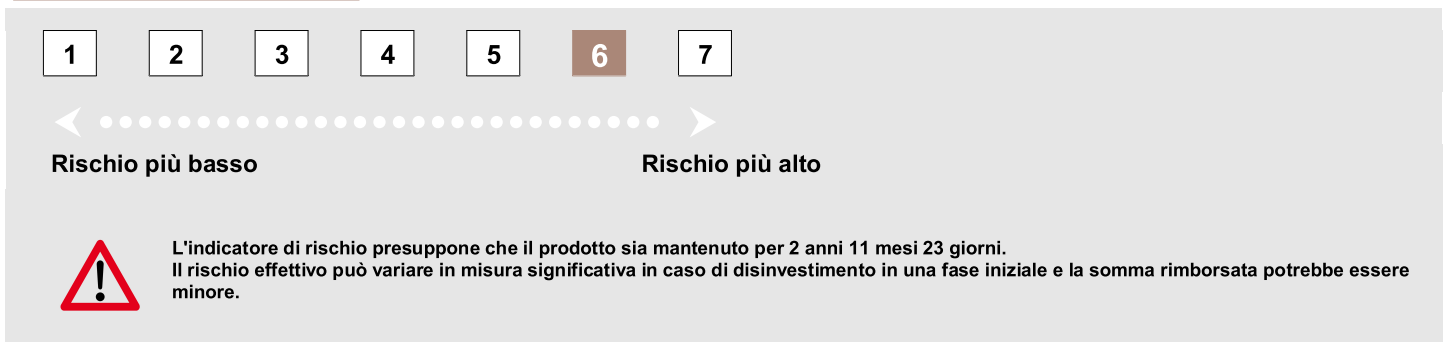 1 2 3 4 5 6 7
Rischio più basso Rischio più alto
L'indicatore di rischio presuppone che il prodotto sia mantenuto per 2 anni 11 mesi 23 giorni.
Il rischio effettivo può variare in misura significativa in caso di disinvestimento in una fase iniziale e la somma rimborsata potrebbe essere
minore.